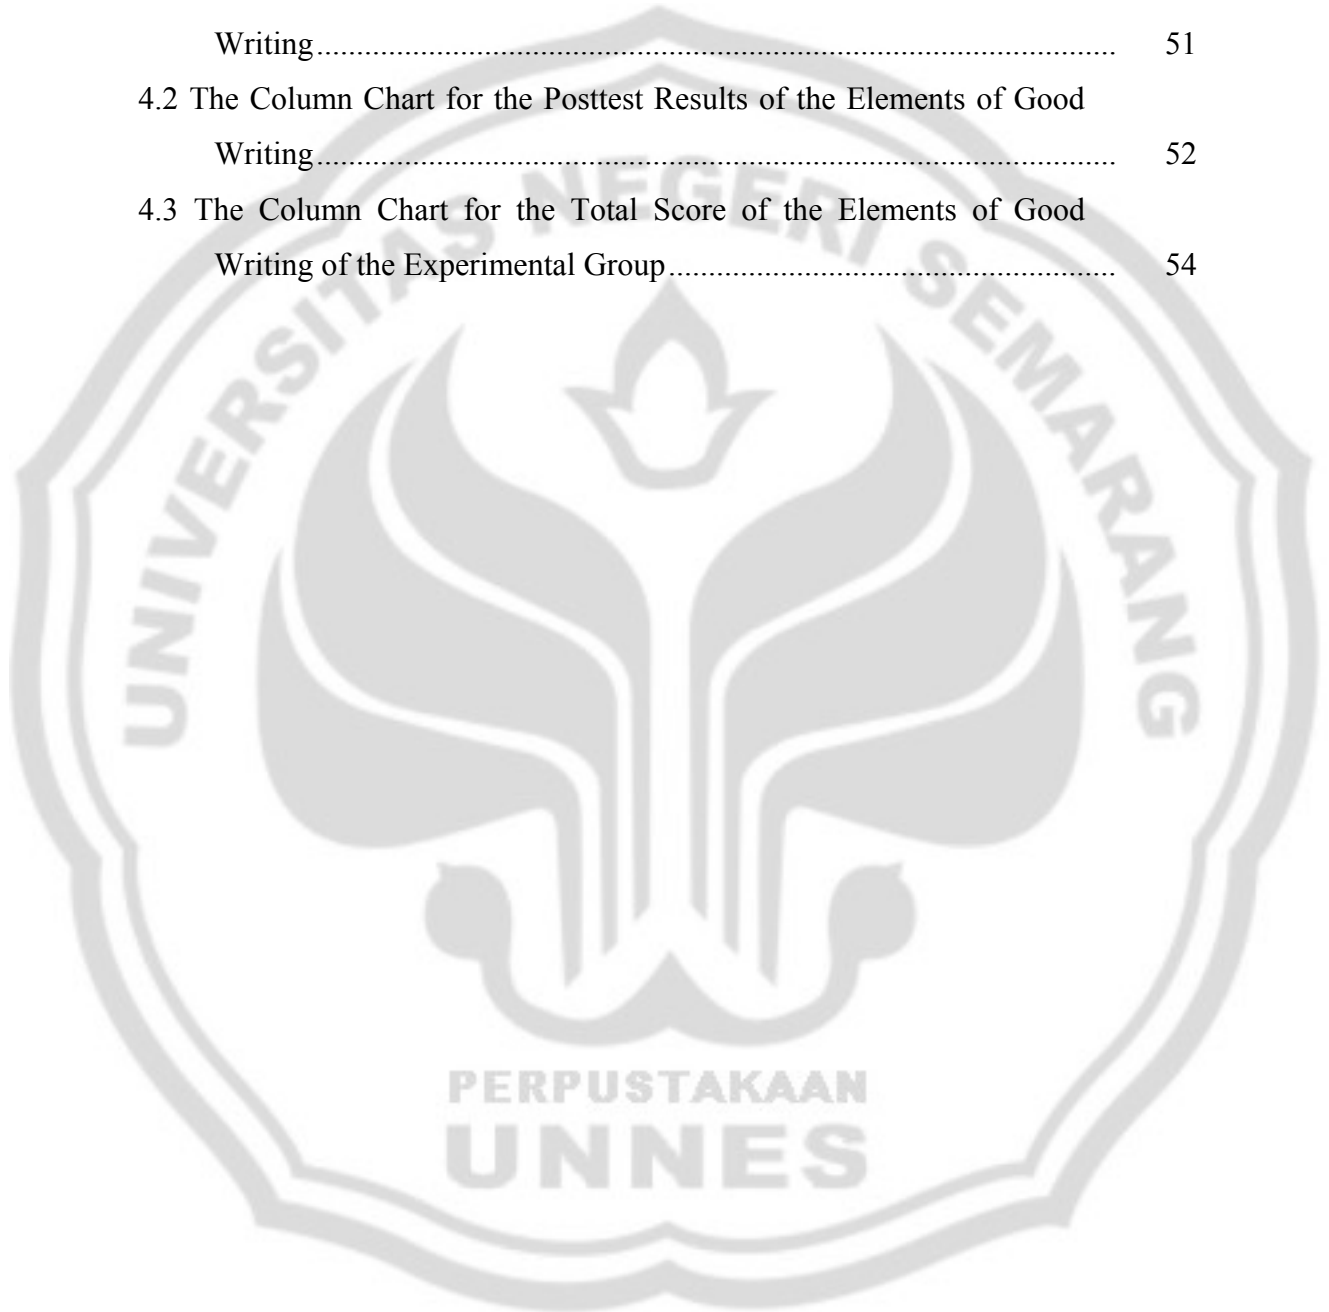 Writing.................................................................................................... 51
4.2 The Column Chart for the Posttest Results of the Elements of Good
Writing.................................................................................................... 52
4.3 The Column Chart for the Total Score of the Elements of Good
Writing of the Experimental Group........................................................ 54
UNIVERSITAS NEGERI SEMARANG
PERPUSTAKAAN
UNNES